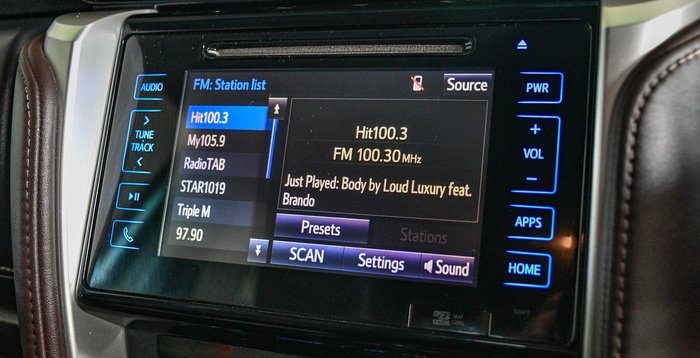 AUDIO
TUNE
TRACK
FM: Station list
Source
Hit100.3
My105.9
RadioTAB
STAR1019
Triple M
97.90
Hit100.3
FM 100.30 MHz
Just Played: Body by Loud Luxury feat.
Brando
Presets
Stations
SCAN
Settings
Sound
PWR
+
VOL
-
APPS
HOME
MAP
CARD